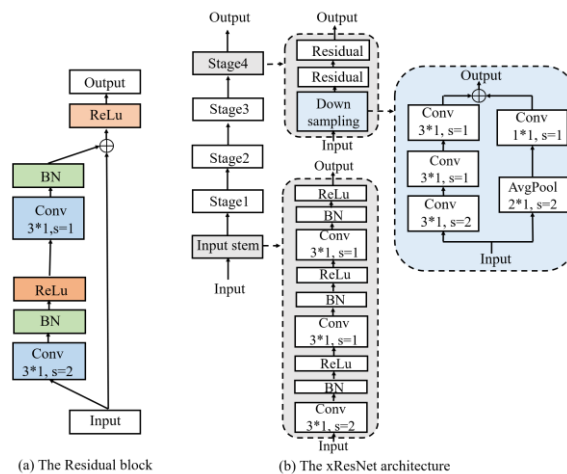 Output
ReLu
BN
Conv
3*1,s=1
ReLu
BN
Conv
3*1, s=2
Input
(a) The Residual block
Output
Stage4
Stage3
Stage2
Stage1
Input stem
Input
Output
Residual
Residual
Down
sampling
Input
Output
ReLu
BN
Conv
3*1, s=1
ReLu
BN
Conv
3*1, s=1
ReLu
BN
Conv
3*1, s=2
Input
Output
Conv
3*1, s=1
Conv
3*1, s=1
Conv
3*1, s=2
Conv
1*1, s=1
AvgPool
2*1, s=2
Input
(b) The xResNet architecture